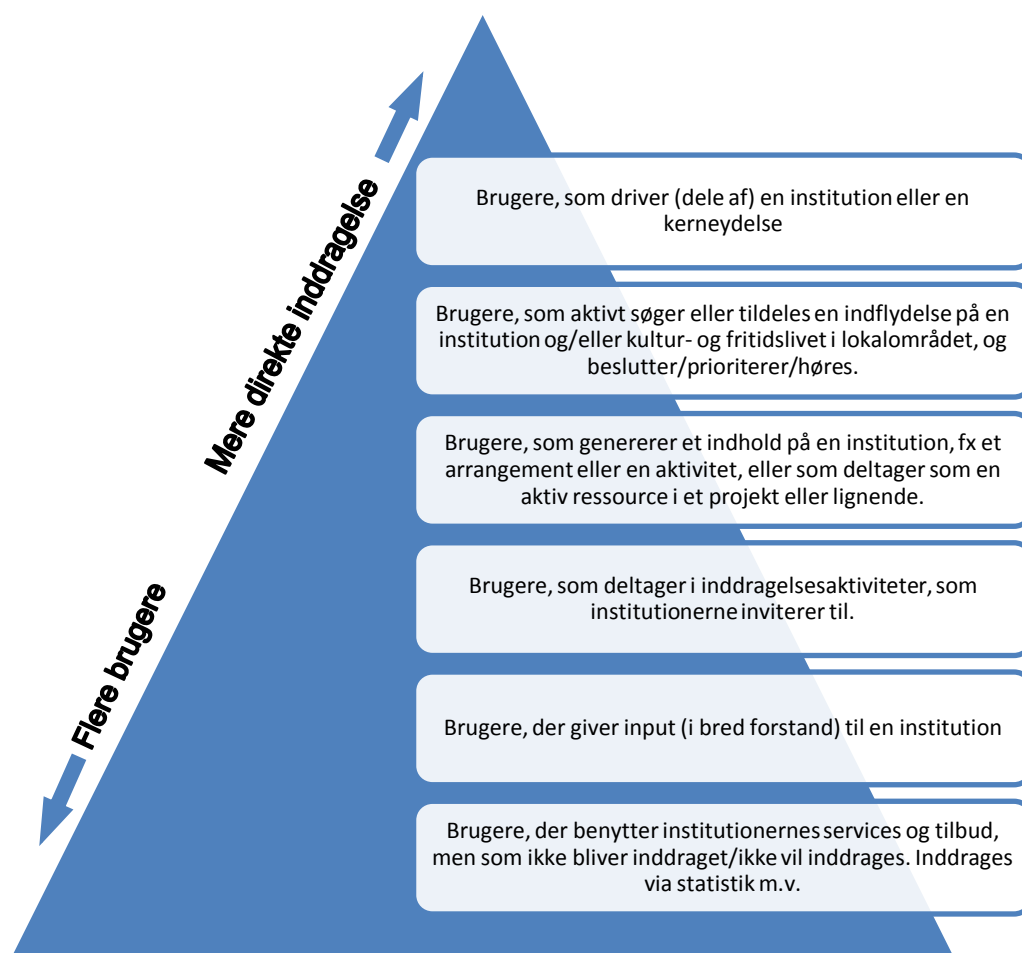 Mere direkte inddragelse
Flere brugere
Brugere, som driver (dele af) en institution eller en
kerneydelse
Brugere, som aktivt søger eller tildeles en indflydelse på en
institution og/eller kultur- og fritidslivet i lokalområdet, og
beslutter/prioriterer/høres.
Brugere, som genererer et indhold på en institution, fx et
arrangement eller en aktivitet, eller som deltager som en
aktiv ressource i et projekt eller lignende.
Brugere, som deltager i inddragelsesaktiviteter, som
institutionerne inviterer til.
Brugere, der giver input (i bred forstand) til en institution
Brugere, der benytter institutionernes services og tilbud,
men som ikke bliver inddraget/ikke vil inddrages. Inddrages
via statistik m.v.